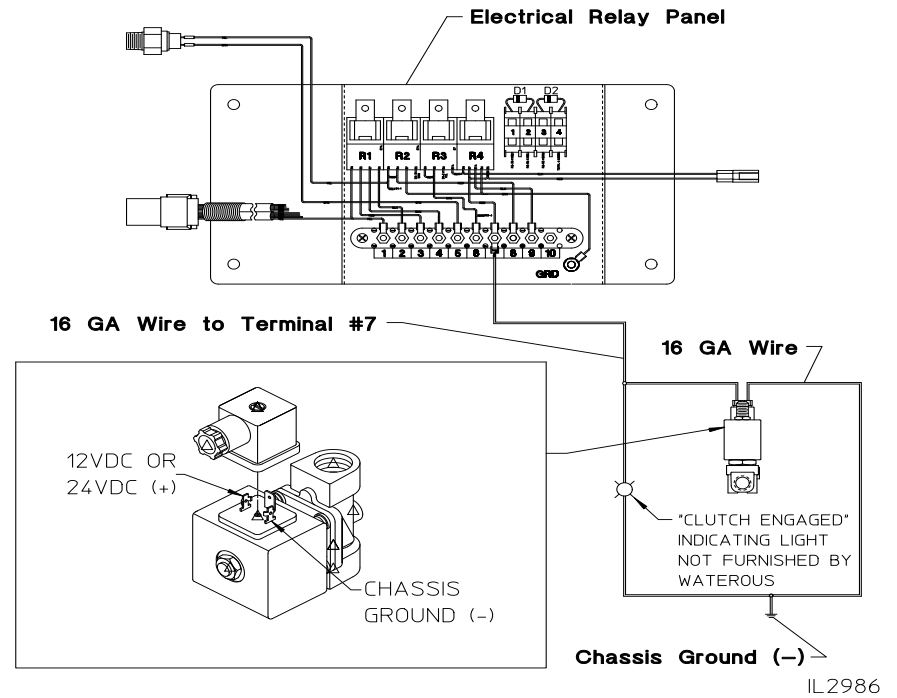 Electrical Relay Panel
D1 D2
1 2 3 4
R1 R2 R3 R4
1 2 3 4 5 6 8 9 10
GRD
16 GA Wire to Terminal #7
16 GA Wire
12VDC OR
24VDC (+)
"CLUTCH ENGAGED"
INDICATING LIGHT
NOT FURNISHED BY
WATEROUS
CHASSIS
GROUND (-)
Chassis Ground (-)
IL2986